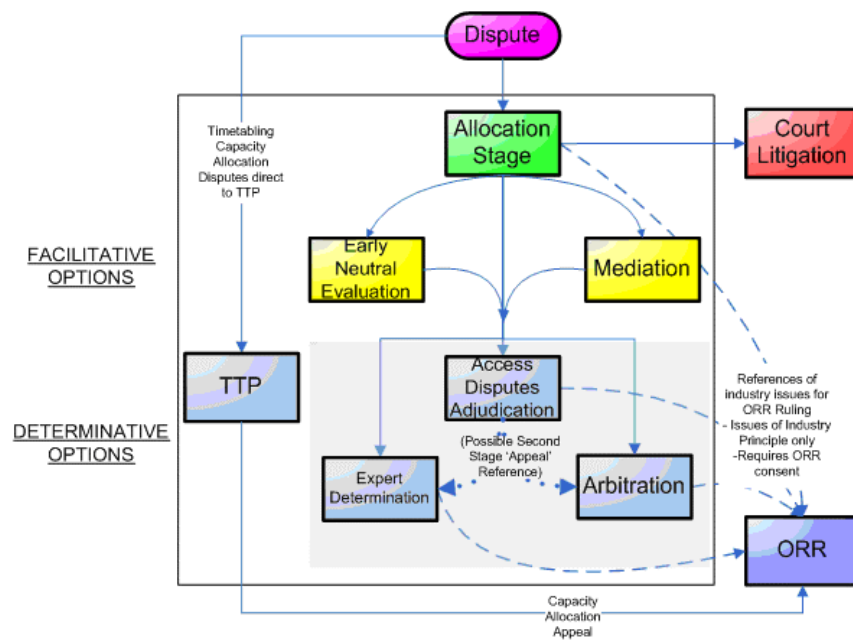 Dispute
Timetabling
Capacity
Allocation
Disputes direct
to TTP
Allocation
Stage
Court
Litigation
FACILITATIVE
OPTIONS
Early
Neutral
Evaluation
Mediation
TTP
Access
Disputes
Adjudication
References of
industry issues for
ORR Ruling
Issues of Industry
Principle only
-Requires ORR
consent
DETERMINATIVE
OPTIONS
(Possible Second
Stage ‘Appeal’
Reference)
Expert
Determination
Arbitration
ORR
Capacity
Allocation
Appeal